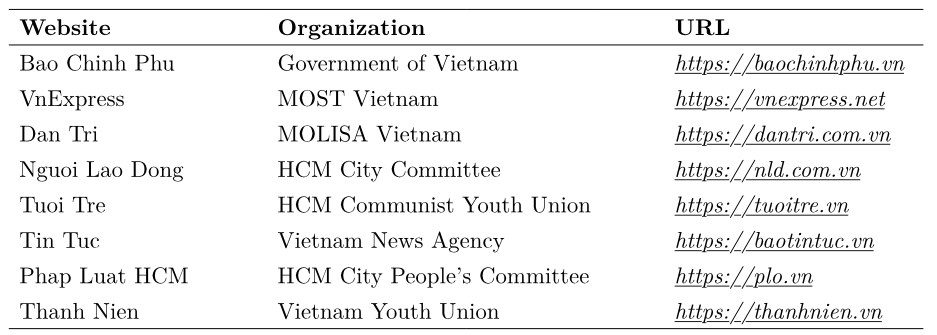 Website Organization URL
Bao Chinh Phu Government of Vietnam https://baochinhphu.vn
VnExpress MOST Vietnam https://vnexpress.net
Dan Tri MOLISA Vietnam https://dantri.com.vn
Nguoi Lao Dong HCM City Committee https://nld.com.vn
Tuoi Tre HCM Communist Youth Union https://tuoitre.vn
Tin Tuc Vietnam News Agency https://baotintuc.vn
Phap Luat HCM HCM City People's Committee https://plo.vn
Thanh Nien Vietnam Youth Union https://thanhnien.vn